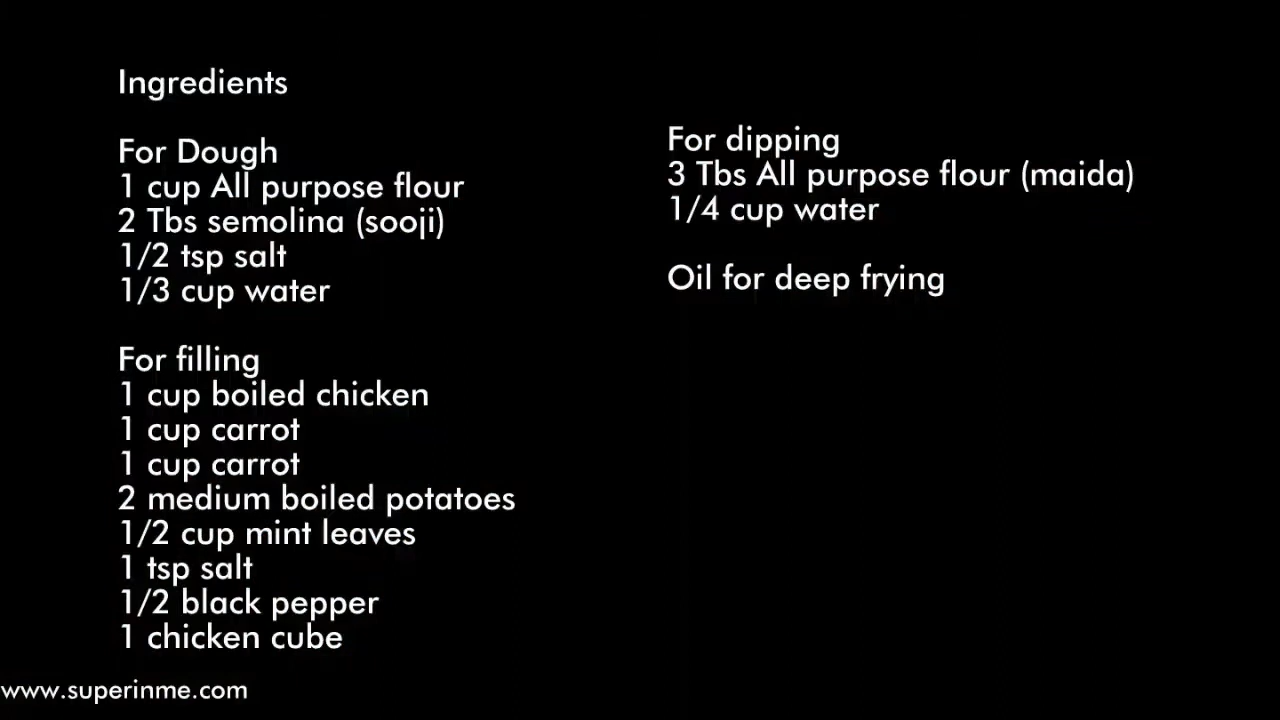 Ingredients
For Dough
1 cup All purpose flour
2 Tbs semolina (sooji)
1/2 tsp salt
1/3 cup water
For filling
1 cup boiled chicken
1 cup carrot
1 cup carrot
2 medium boiled potatoes
1/2 cup mint leaves
1 tsp salt
1/2 black pepper
1 chicken cube
For dipping
3 Tbs All purpose flour (maida)
1/4 cup water
Oil for deep frying
www.superinme.com